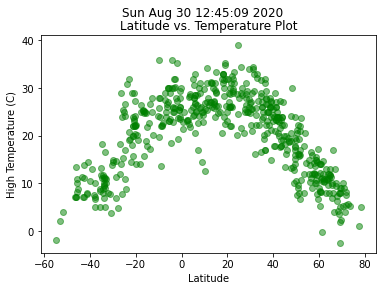 Sun Aug 30 12:45:09 2020
Latitude vs. Temperature Plot
40
30
20
10
0
High Temperature (C)
−60 −40 −20 0 20 40 60 80
Latitude